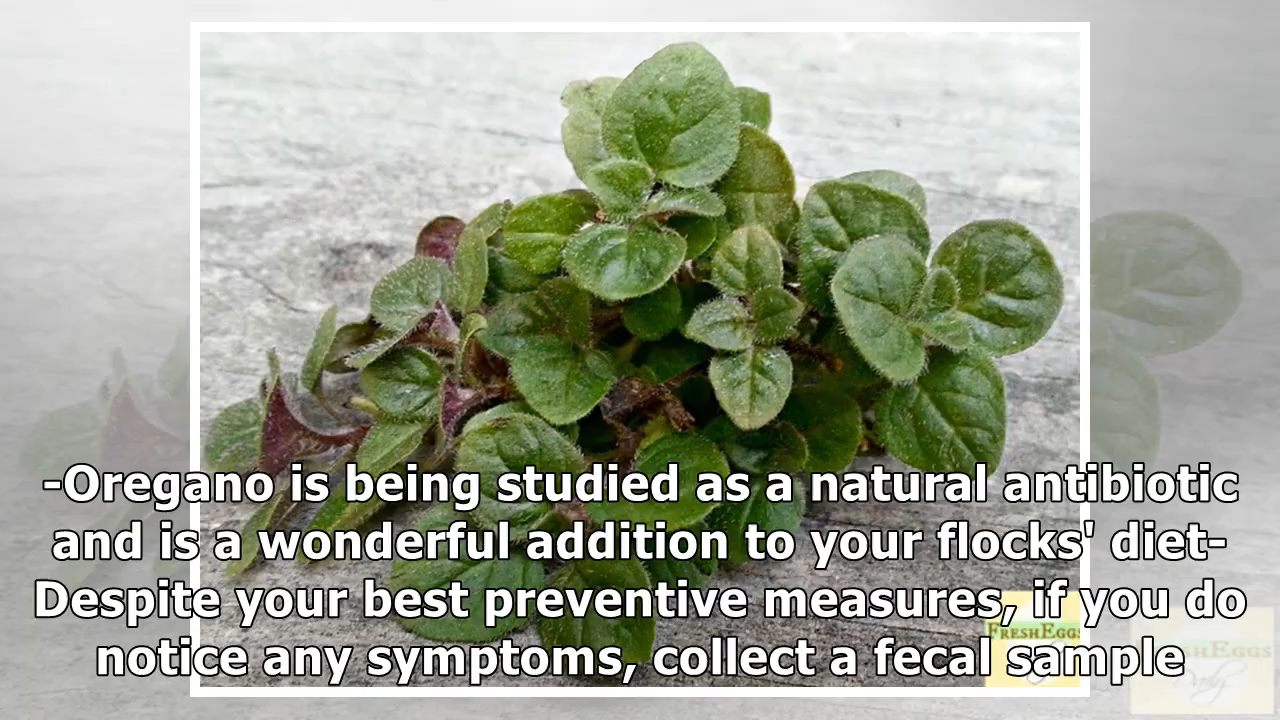 -Oregano is being studied as a natural antibiotic
and is a wonderful addition to your flocks' diet-
Despite your best preventive measures, if you do
notice any symptoms, collect a fecal sample
FRESHEGGS